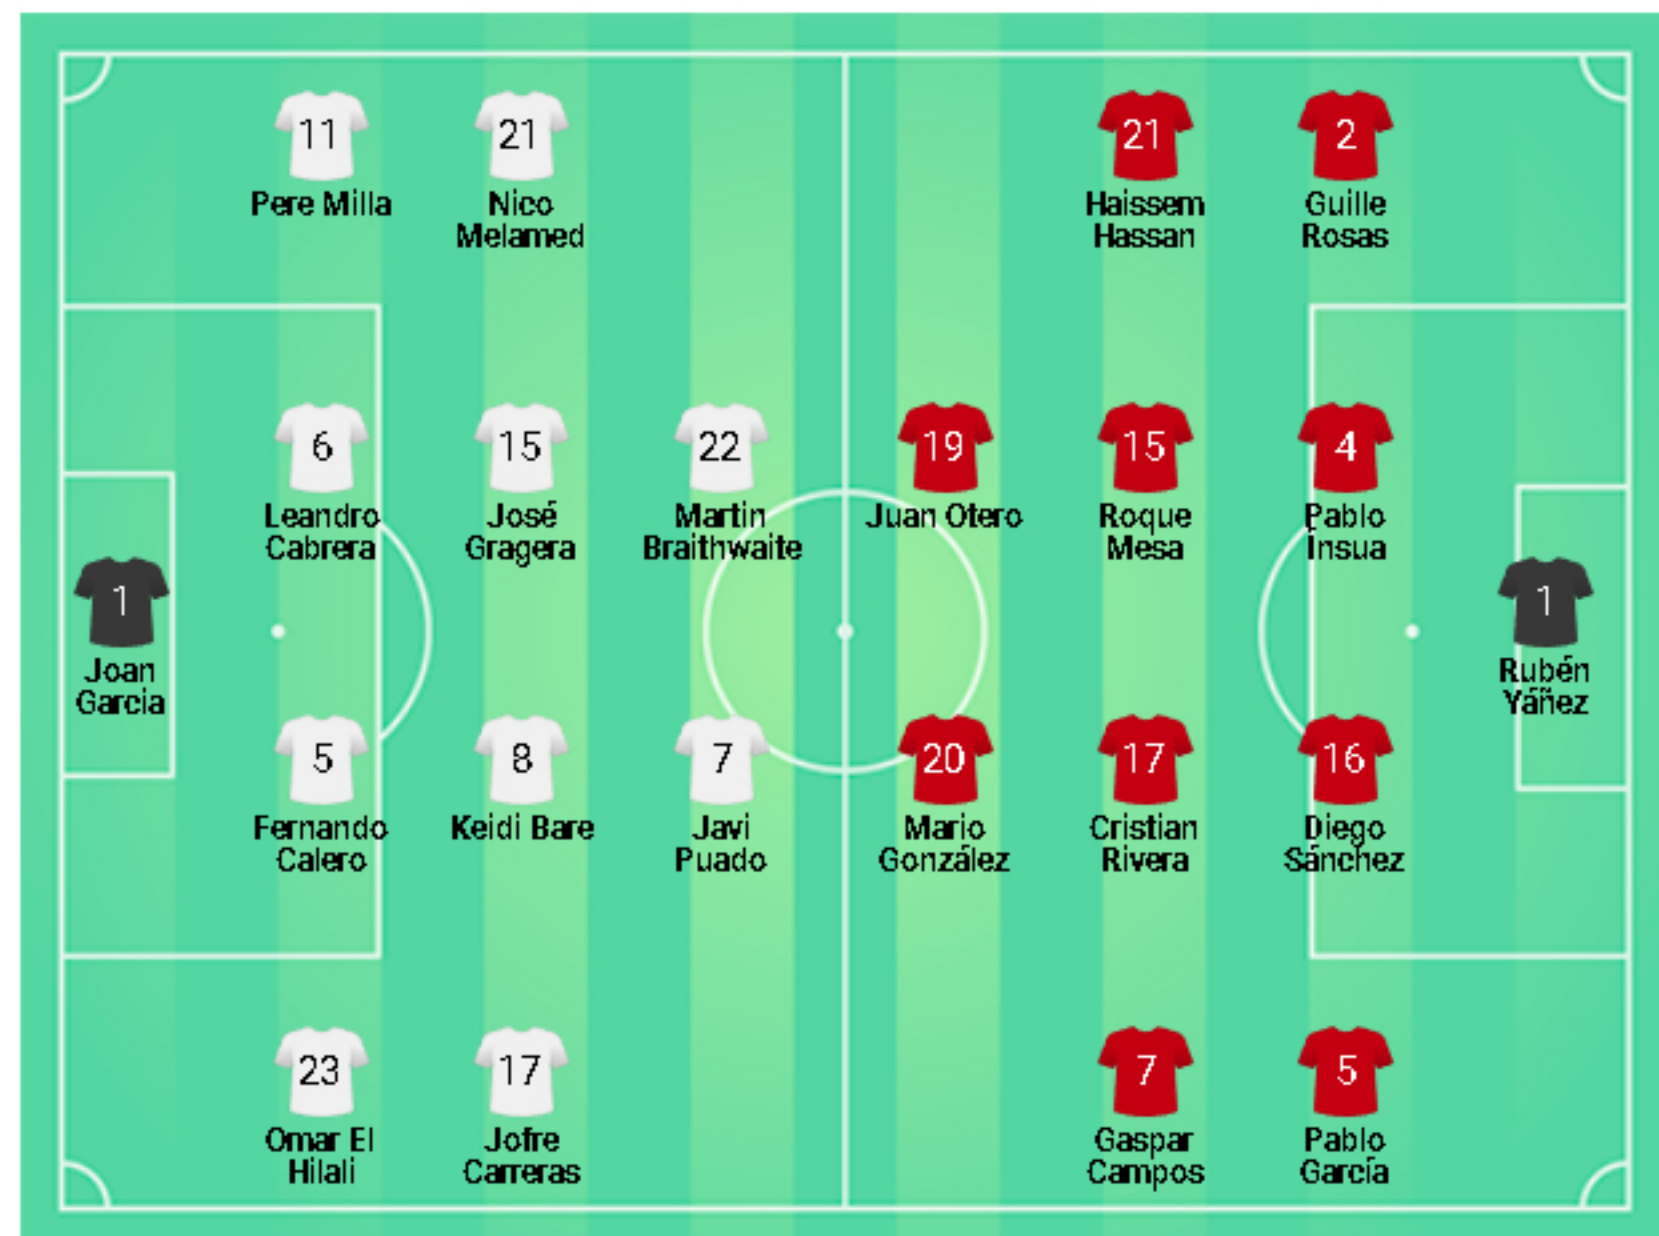 11
Pere Milla
21
Nico
Melamed
21
Haissem
Hassan
2
Guille
Rosas
6
Leandro
Cabrera
15
José
Gragera
22
Martin
Braithwaite
19
Juan Otero
15
Roque
Mesa
4
Pablo
Ínsua
1
Joan
Garcia
1
Rubén
Yáñez
5
Fernando
Calero
8
Keidi Bare
7
Javi
Puado
20
Mario
González
17
Cristian
Rivera
16
Diego
Sánchez
23
Omar El
Hilali
17
Jofre
Carreras
7
Gaspar
Campos
5
Pablo
García